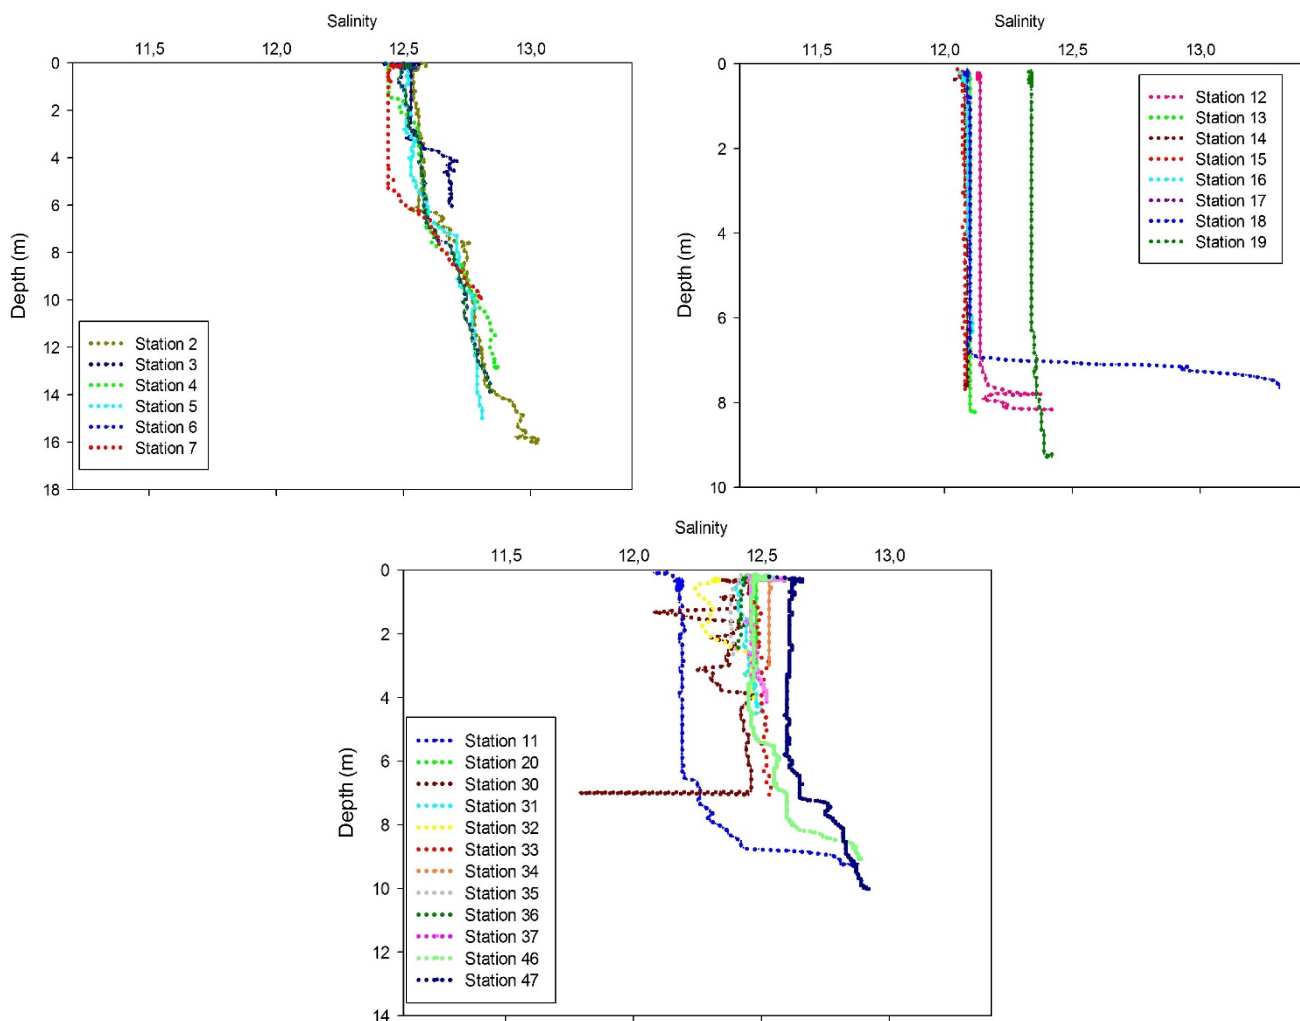 Salinity
11,5 12,0 12,5 13,0
0
2
4
6
8
10
12
14
16
18
Depth (m)
Station 2
Station 3
Station 4
Station 5
Station 6
Station 7
Salinity
11,5 12,0 12,5 13,0
0
2
4
6
8
10
Depth (m)
Station 12
Station 13
Station 14
Station 15
Station 16
Station 17
Station 18
Station 19
Salinity
11,5 12,0 12,5 13,0
0
2
4
6
8
10
12
14
Depth (m)
Station 11
Station 20
Station 30
Station 31
Station 32
Station 33
Station 34
Station 35
Station 36
Station 37
Station 46
Station 47